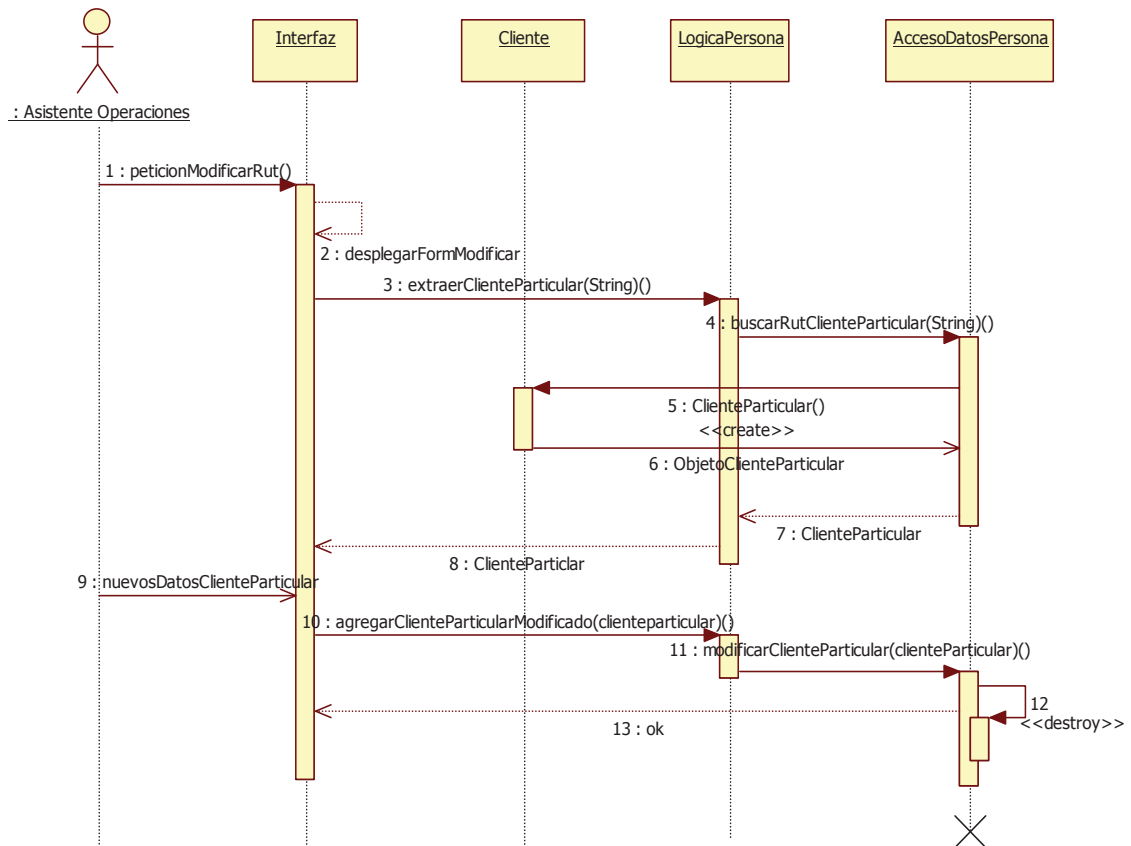 Interfaz
Cliente
LogicaPersona
AccesoDatosPersona
: Asistente Operaciones
1 : peticionModificarRut()
2 : desplegarFormModificar
3 : extraerClienteParticular(String)()
4 : buscarRutClienteParticular(String)()
5 : ClienteParticular()
<<create>>
6 : ObjetoClienteParticular
7 : ClienteParticular
8 : ClienteParticlar
9 : nuevosDatosClienteParticular
10 : agregarClienteParticularModificado(clienteparticular)()
11 : modificarClienteParticular(clienteParticular)()
12
<<destroy>>
13 : ok